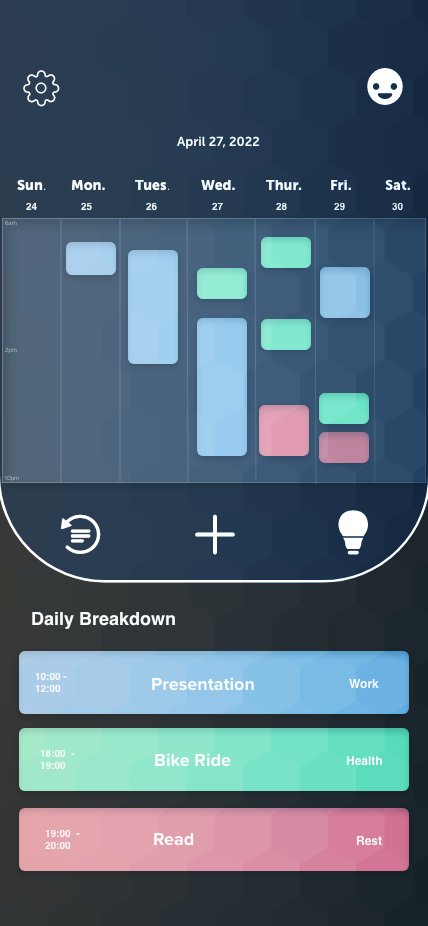 April 27, 2022
Sun. Mon. Tues. Wed. Thur. Fri. Sat.
24 25 26 27 28 29 30
6am
2pm
10pm
Daily Breakdown
10:00 -
12:00
Presentation
Work
18:00 -
19:00
Bike Ride
Health
19:00 -
20:00
Read
Rest